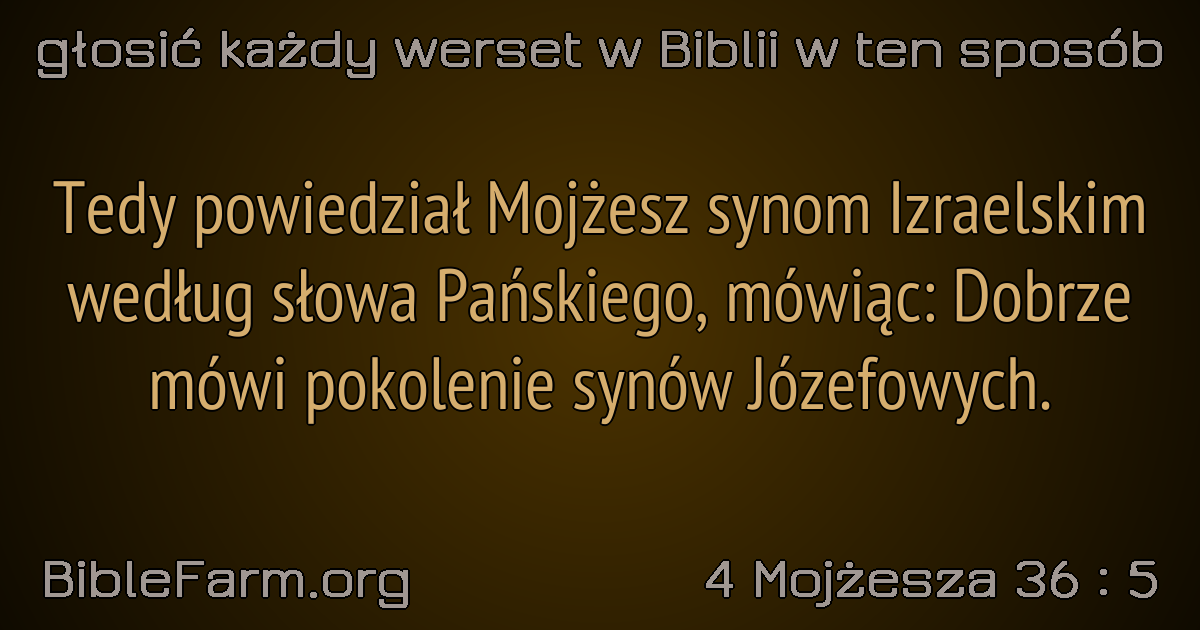 głosić każdy werset w Biblii w ten sposób
Tedy powiedział Mojżesz synom Izraelskim
według słowa Pańskiego, mówiąc: Dobrze
mówi pokolenie synów Józefowych.
BibleFarm.org
4 Mojżesza 36 : 5